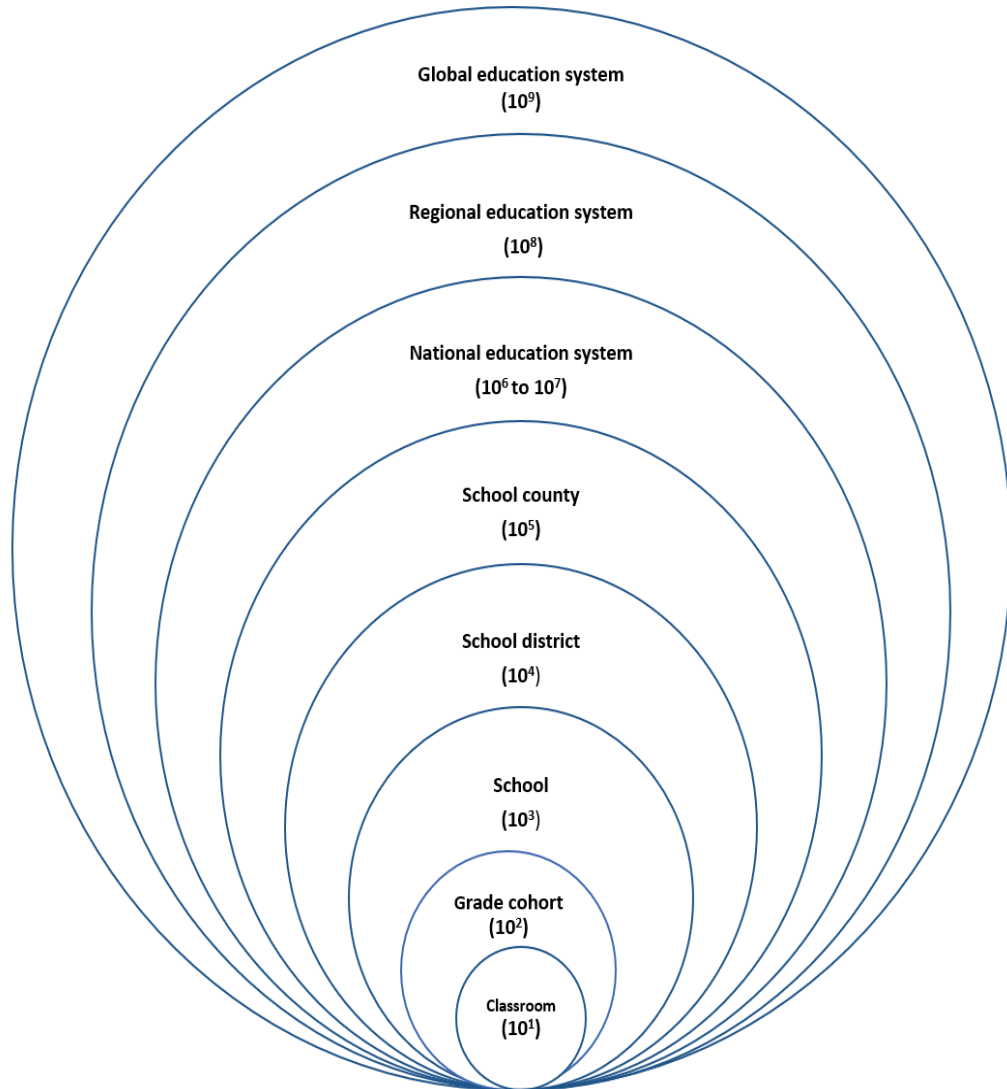 Global education system
(10⁹)
Regional education system
(10⁸)
National education system
(10⁶ to 10⁷)
School county
(10⁵)
School district
(10⁴)
School
(10³)
Grade cohort
(10²)
Classroom
(10¹)